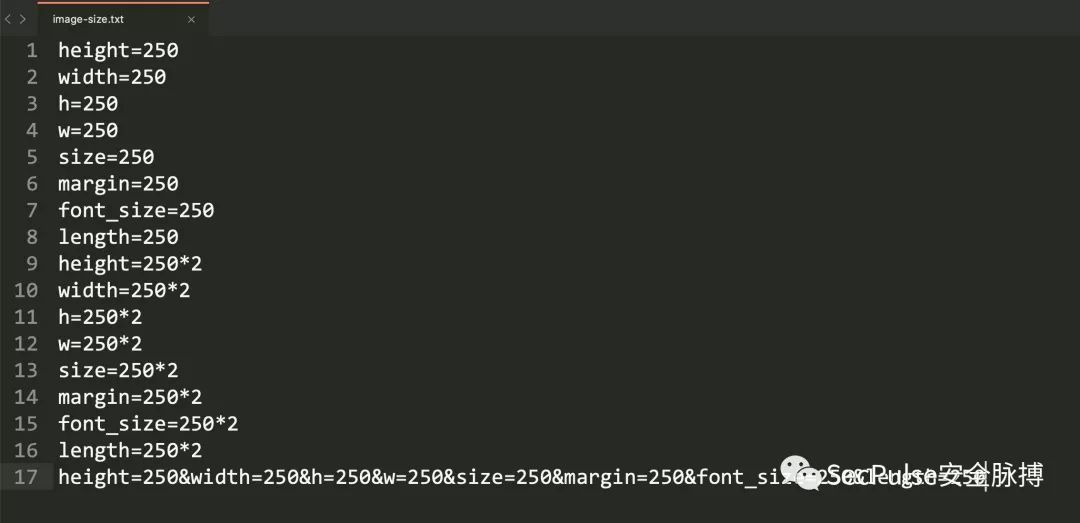 image-size.txt
1 height=250
2 width=250
3 h=250
4 w=250
5 size=250
6 margin=250
7 font_size=250
8 length=250
9 height=250*2
10 width=250*2
11 h=250*2
12 w=250*2
13 size=250*2
14 margin=250*2
15 font_size=250*2
16 length=250*2
17 height=250&width=250&h=250&w=250&size=250&margin=250&font_size=250&length=250
SecPulse安全脉搏